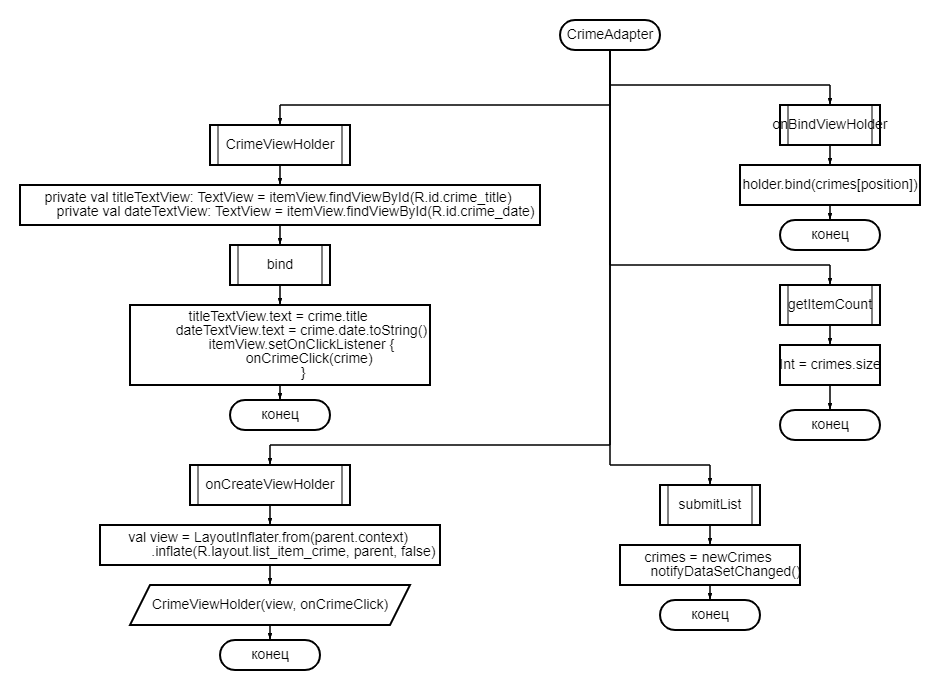 CrimeAdapter
CrimeViewHolder
private val titleTextView: TextView = itemView.findViewById(R.id.crime_title)
private val dateTextView: TextView = itemView.findViewById(R.id.crime_date)
bind
titleTextView.text = crime.title
dateTextView.text = crime.date.toString()
itemView.setOnClickListener {
onCrimeClick(crime)
}
конец
onCreateViewHolder
val view = LayoutInflater.from(parent.context)
.inflate(R.layout.list_item_crime, parent, false)
CrimeViewHolder(view, onCrimeClick)
конец
onBindViewHolder
holder.bind(crimes[position])
конец
getItemCount
Int = crimes.size
конец
submitList
crimes = newCrimes
notifyDataSetChanged()
конец